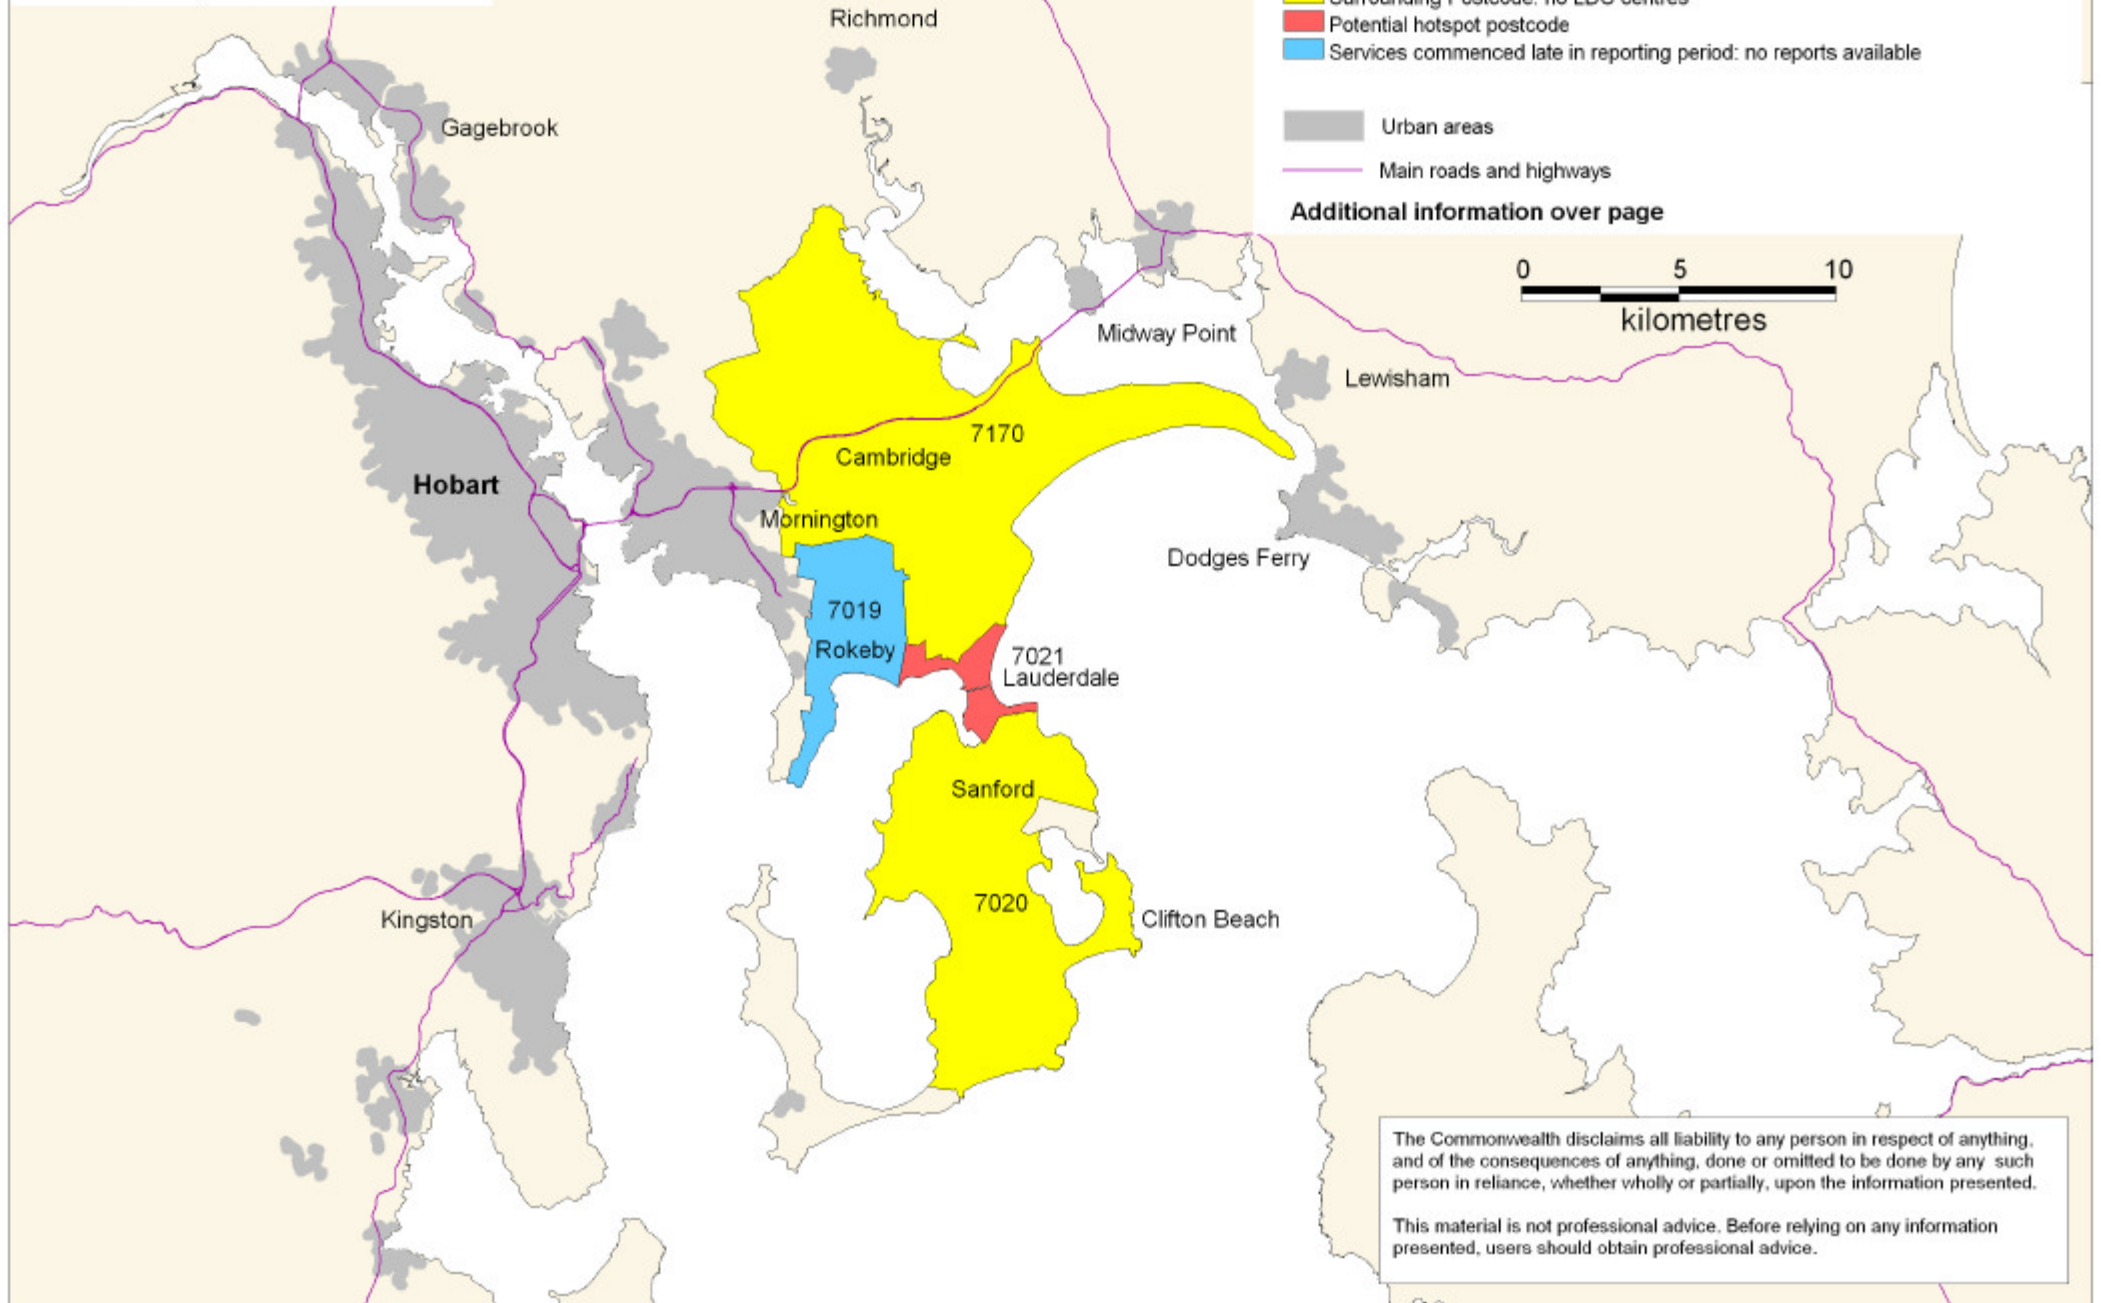 Richmond
Surrounding Postcode: no LDC centres
Potential hotspot postcode
Services commenced late in reporting period: no reports available
Gagebrook
Urban areas
Main roads and highways
Additional information over page
0 5 10
kilometres
Midway Point
Lewisham
7170
Cambridge
Hobart
Mornington
Dodges Ferry
7019
Rokeby
7021
Lauderdale
Sanford
7020
Clifton Beach
Kingston
The Commonwealth disclaims all liability to any person in respect of anything,
and of the consequences of anything, done or omitted to be done by any such
person in reliance, whether wholly or partially, upon the information presented.
This material is not professional advice. Before relying on any information
presented, users should obtain professional advice.